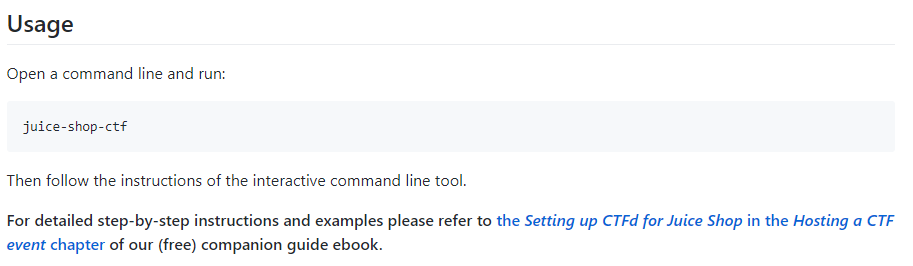 Usage
Open a command line and run:
juice-shop-ctf
Then follow the instructions of the interactive command line tool.
For detailed step-by-step instructions and examples please refer to the Setting up CTFd for Juice Shop in the Hosting a CTF
event chapter of our (free) companion guide ebook.